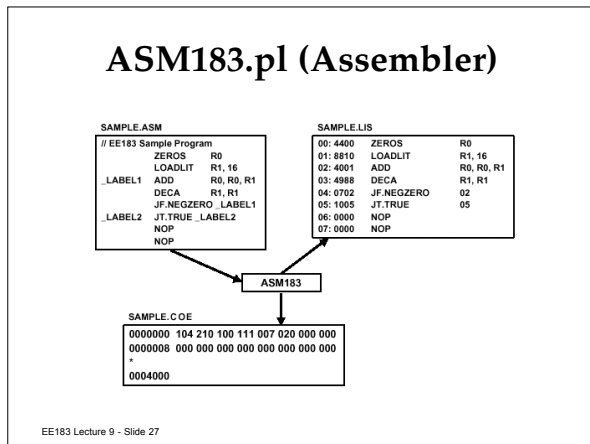 ASM183.pl (Assembler)
SAMPLE.ASM
// EE183 Sample Program
ZEROS R0
LOADLIT R1, 16
_LABEL1 ADD R0, R0, R1
DECA R1, R1
JF.NEGZERO _LABEL1
_LABEL2 JT.TRUE _LABEL2
NOP
NOP
SAMPLE.LIS
00: 4400 ZEROS R0
01: 8810 LOADLIT R1, 16
02: 4001 ADD R0, R0, R1
03: 4988 DECA R1, R1
04: 0702 JF.NEGZERO 02
05: 1005 JT.TRUE 05
06: 0000 NOP
07: 0000 NOP
ASM183
SAMPLE.COE
0000000 104 210 100 111 007 020 000 000
0000008 000 000 000 000 000 000 000 000
*
0004000
EE183 Lecture 9 - Slide 27